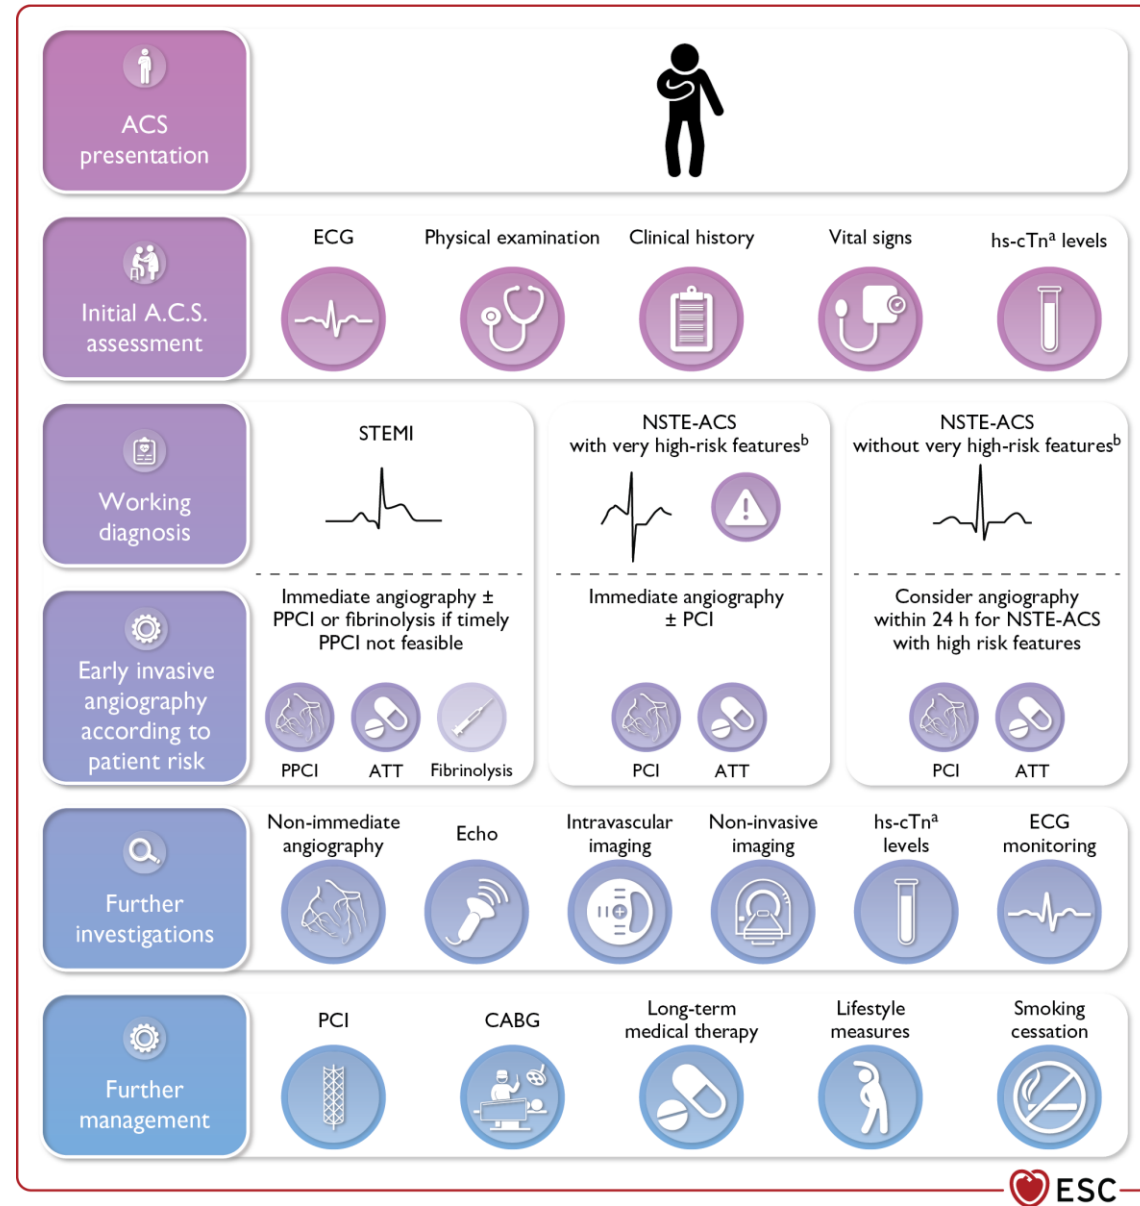 ACS
presentation
Initial A.C.S.
assessment
ECG
Physical examination
Clinical history
Vital signs
hs-cTnª levels
Working
diagnosis
STEMI
NSTE-ACS
with very high-risk featuresᵇ
NSTE-ACS
without very high-risk featuresᵇ
Early invasive
angiography
according to
patient risk
Immediate angiography ±
PPCI or fibrinolysis if timely
PPCI not feasible
PPCI
ATT
Fibrinolysis
Immediate angiography
± PCI
PCI
ATT
Consider angiography
within 24 h for NSTE-ACS
with high risk features
PCI
ATT
Further
investigations
Non-immediate
angiography
Echo
Intravascular
imaging
Non-invasive
imaging
hs-cTnª
levels
ECG
monitoring
Further
management
PCI
CABG
Long-term
medical therapy
Lifestyle
measures
Smoking
cessation
ESC